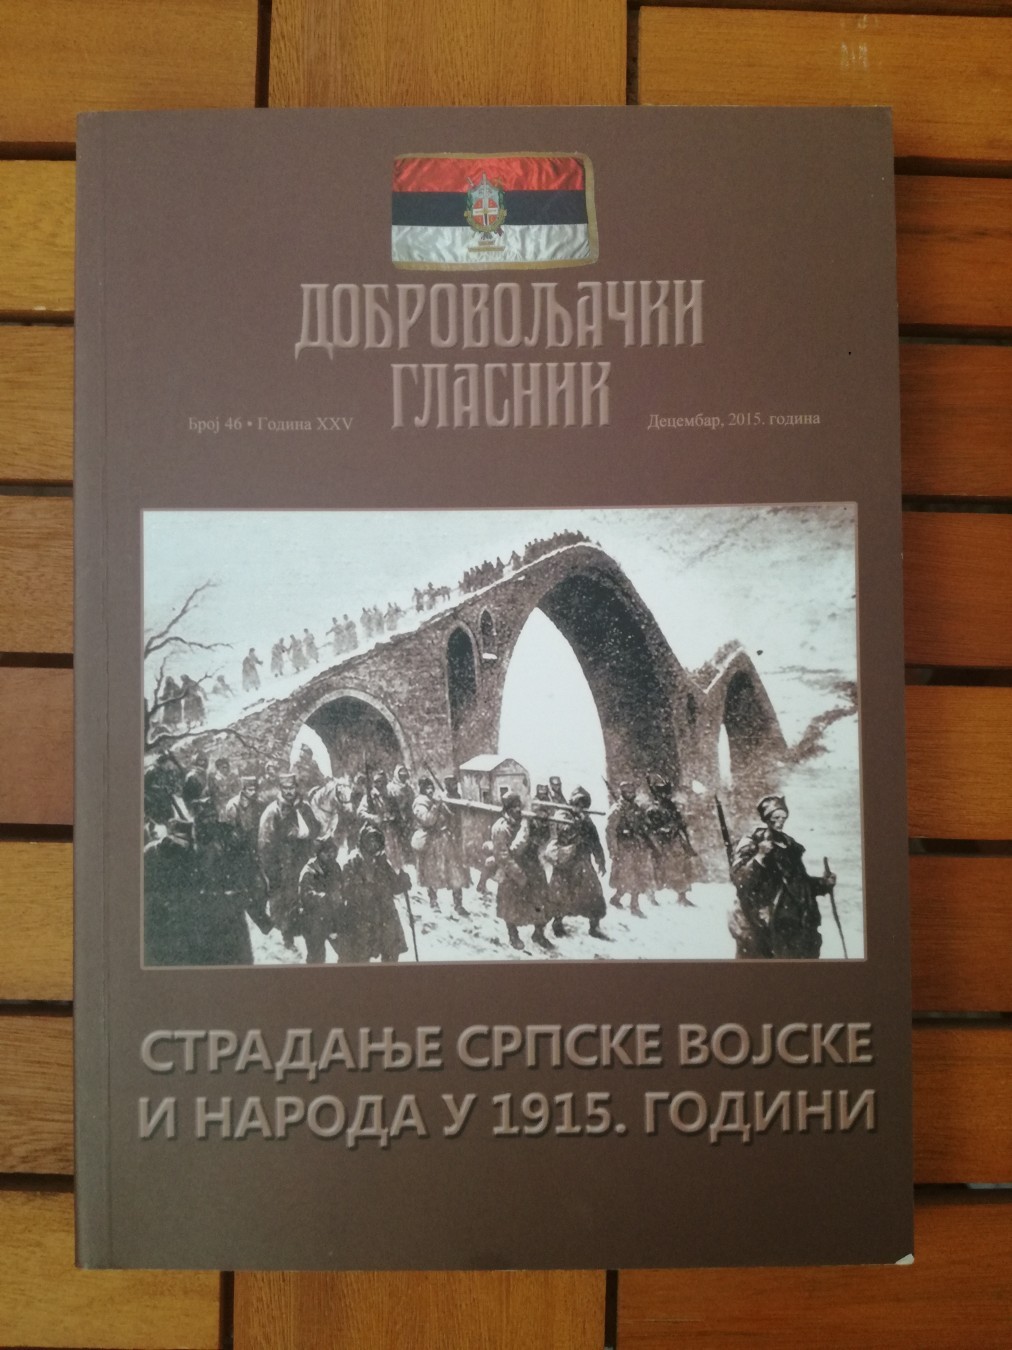 ДОБРОВОЉАЧКИ
ГЛАСНИК
Број 46 • Година XXV
Децембар, 2015. година
СТРАДАЊЕ СРПСКЕ ВОЈСКЕ
И НАРОДА У 1915. ГОДИНИ